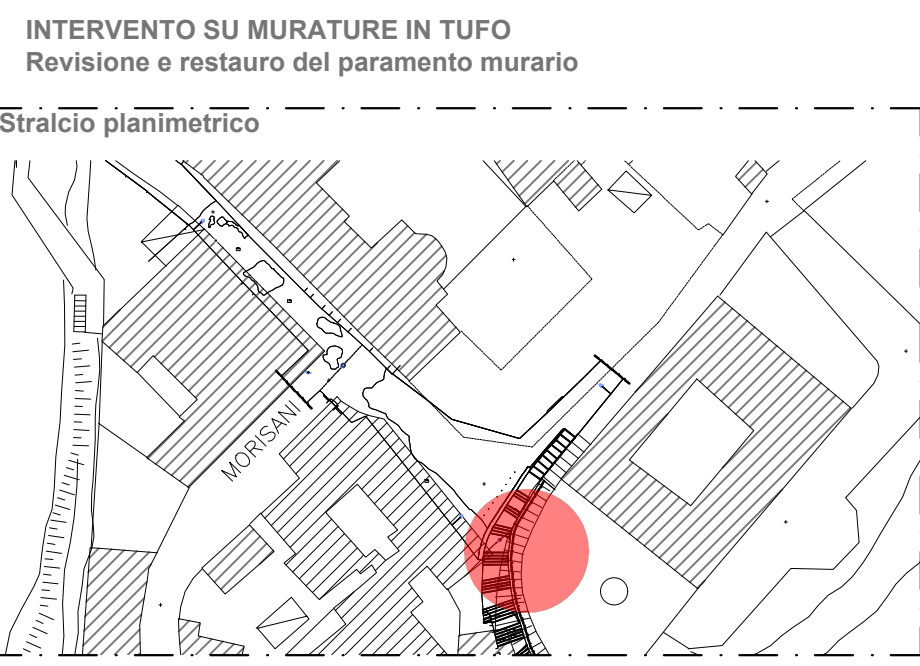 INTERVENTO SU MURATURE IN TUFO
Revisione e restauro del paramento murario
Stralcio planimetrico
MORISANI